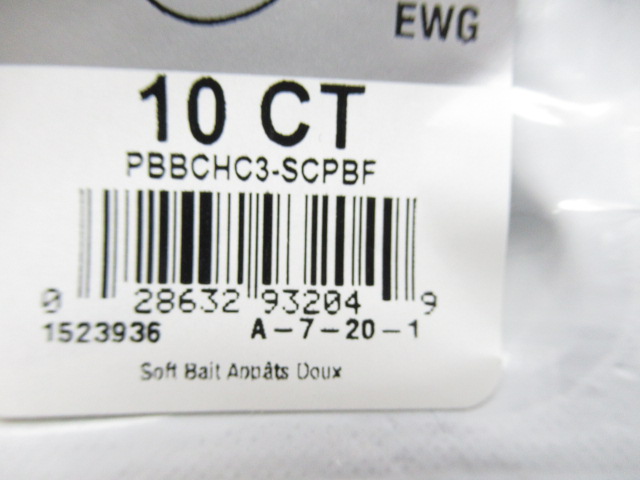 EWG
10 CT
PBBCHC3-SCPBF
0 28632 93204 9
1523936 A-7-20-1
Soft Bait Appâts Doux